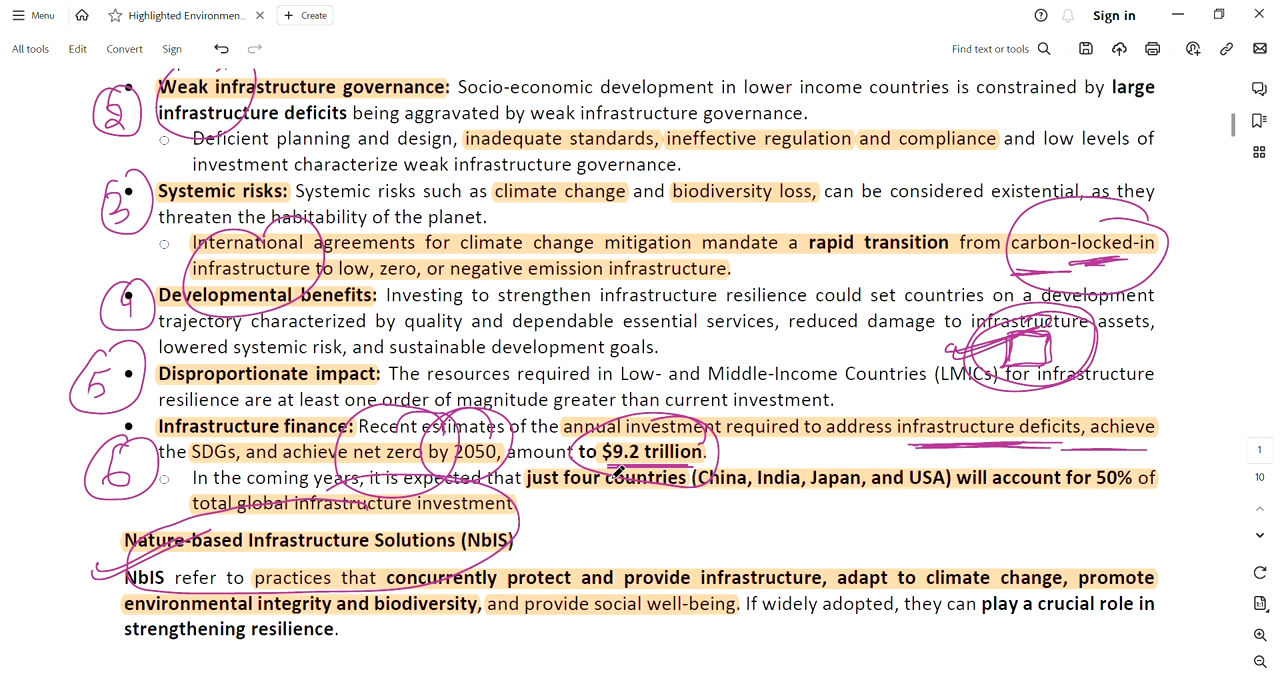 Menu
Highlighted Environmen...
Create
Sign in
All tools
Edit
Convert
Sign
Find text or tools
• Weak infrastructure governance: Socio-economic development in lower income countries is constrained by large
infrastructure deficits being aggravated by weak infrastructure governance.
○ Deficient planning and design, inadequate standards, ineffective regulation and compliance and low levels of
investment characterize weak infrastructure governance.
• Systemic risks: Systemic risks such as climate change and biodiversity loss, can be considered existential, as they
threaten the habitability of the planet.
○ International agreements for climate change mitigation mandate a rapid transition from carbon-locked-in
infrastructure to low, zero, or negative emission infrastructure.
• Developmental benefits: Investing to strengthen infrastructure resilience could set countries on a development
trajectory characterized by quality and dependable essential services, reduced damage to infrastructure assets,
lowered systemic risk, and sustainable development goals.
• Disproportionate impact: The resources required in Low- and Middle-Income Countries (LMICs) for infrastructure
resilience are at least one order of magnitude greater than current investment.
• Infrastructure finance: Recent estimates of the annual investment required to address infrastructure deficits, achieve
the SDGs, and achieve net zero by 2050, amount to $9.2 trillion.
○ In the coming years, it is expected that just four countries (China, India, Japan, and USA) will account for 50% of
total global infrastructure investment
Nature-based Infrastructure Solutions (NbIS)
NbIS refer to practices that concurrently protect and provide infrastructure, adapt to climate change, promote
environmental integrity and biodiversity, and provide social well-being. If widely adopted, they can play a crucial role in
strengthening resilience.
2
3
4
5
6
1
10